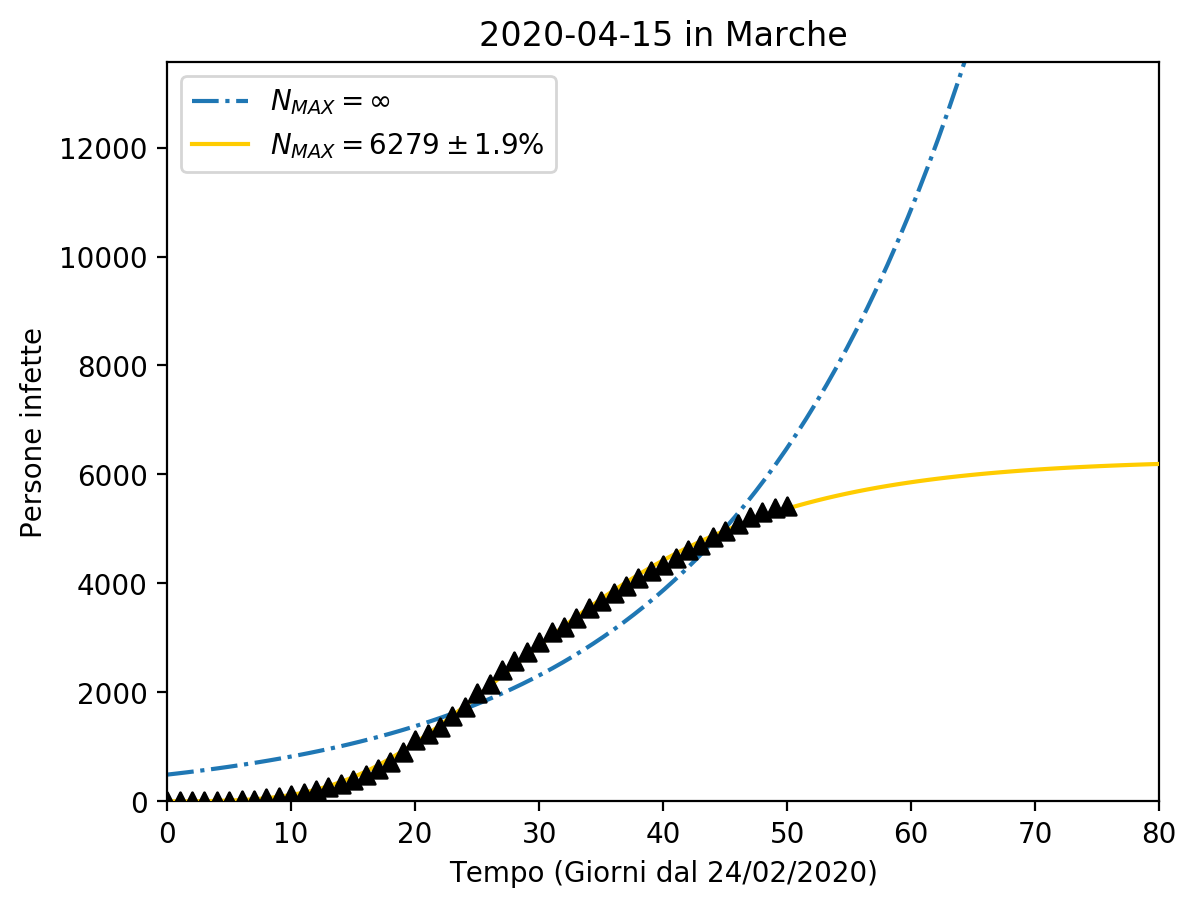 2020-04-15 in Marche
N_MAX = ∞
N_MAX = 6279 ± 1.9%
12000
10000
8000
6000
4000
2000
0
Persone infette
0 10 20 30 40 50 60 70 80
Tempo (Giorni dal 24/02/2020)